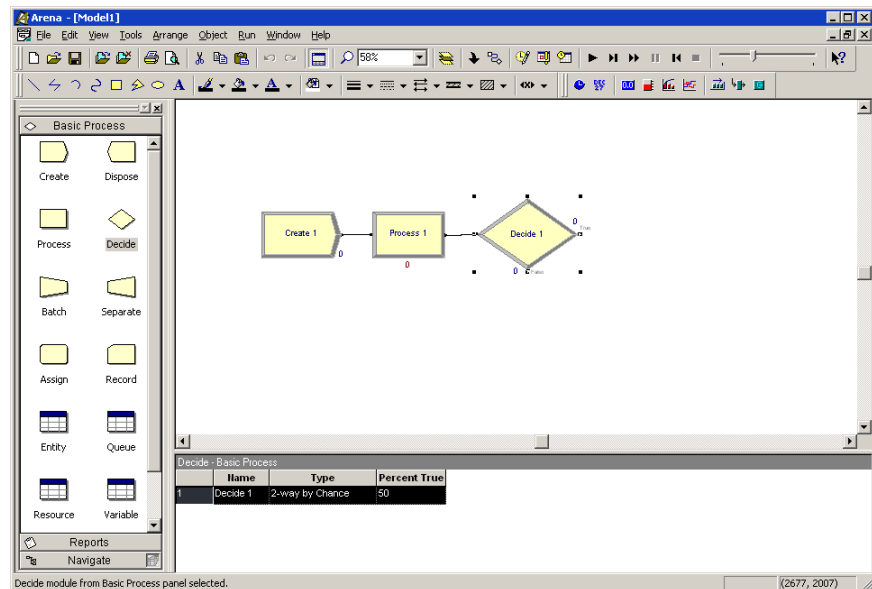 Arena - [Model1]
File Edit View Tools Arrange Object Run Window Help
58%
Basic Process
Create Dispose
Process Decide
Batch Separate
Assign Record
Entity Queue
Resource Variable
Reports
Navigate
Create 1
0
Process 1
0
Decide 1
0
True
0
False
Decide - Basic Process
Name Type Percent True
1 Decide 1 2-way by Chance 50
Decide module from Basic Process panel selected.
(2677, 2007)